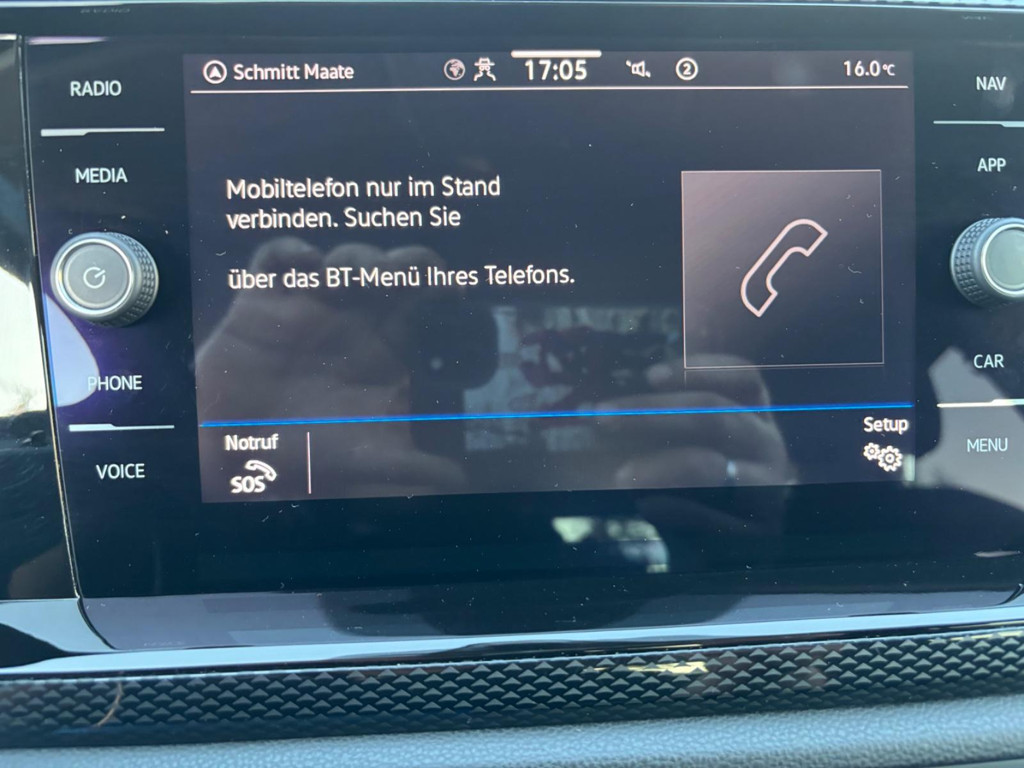 RADIO
MEDIA
PHONE
VOICE
Schmitt Maate
17:05
2
16.0°C
Mobiltelefon nur im Stand
verbinden. Suchen Sie
über das BT-Menü Ihres Telefons.
Notruf
SOS
Setup
NAV
APP
CAR
MENU